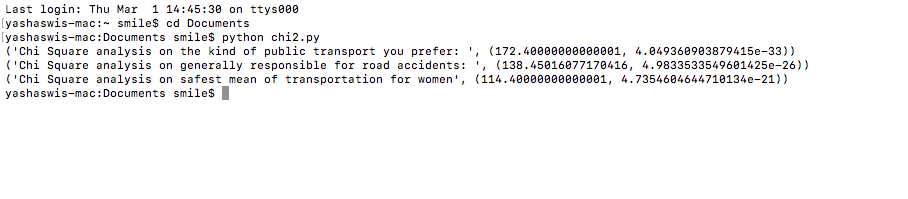 Last login: Thu Mar  1 14:45:30 on ttys000
[yashaswis-mac:~ smile$ cd Documents
[yashaswis-mac:Documents smile$ python chi2.py
('Chi Square analysis on the kind of public transport you prefer: ', (172.40000000000001, 4.049360903879415e-33))
('Chi Square analysis on generally responsible for road accidents: ', (138.45016077170416, 4.9833533549601425e-26))
('Chi Square analysis on safest mean of transportation for women', (114.40000000000001, 4.7354604644710134e-21))
yashaswis-mac:Documents smile$